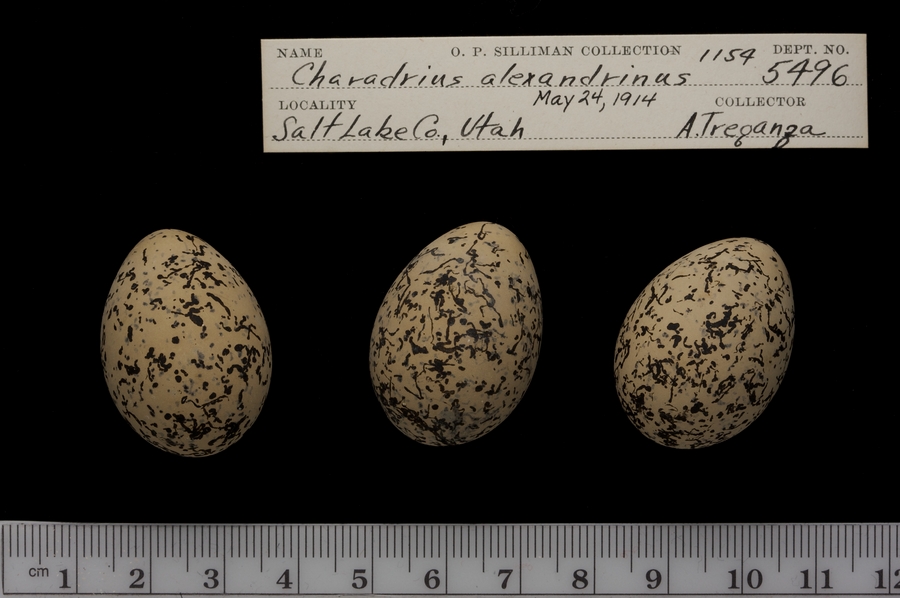 NAME O. P. SILLIMAN COLLECTION 1154 DEPT. NO.
Charadrius alexandrinus 5496
LOCALITY May 24, 1914 COLLECTOR
Salt Lake Co., Utah A. Treganza
cm 1 2 3 4 5 6 7 8 9 10 11 12